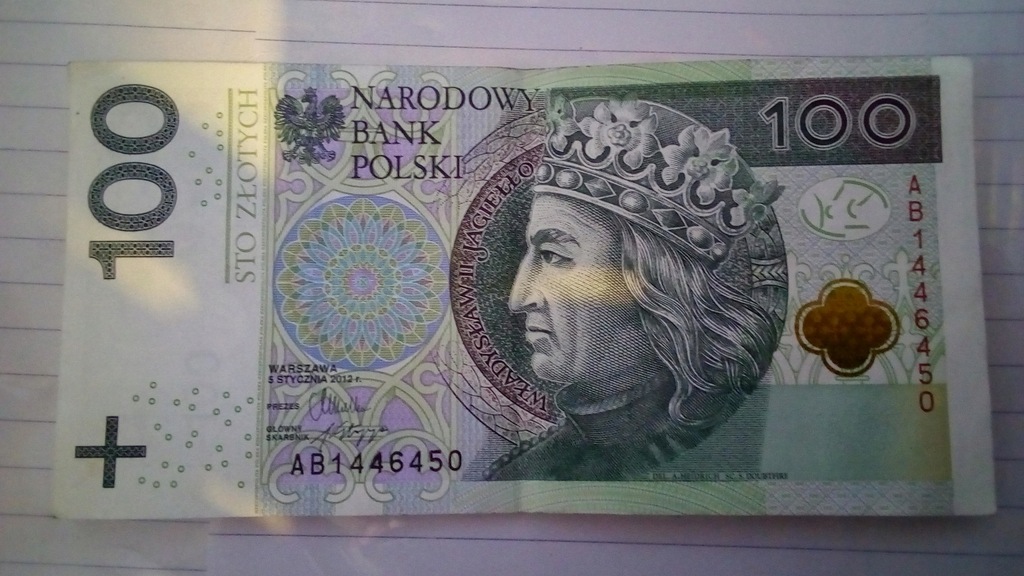 100
STO ZŁOTYCH
NARODOWY
BANK
POLSKI
100
WŁADYSŁAW II JAGIEŁŁO
AB1446450
WARSZAWA
5 STYCZNIA 2012 r.
PREZES
GŁÓWNY
SKARBNIK
AB1446450